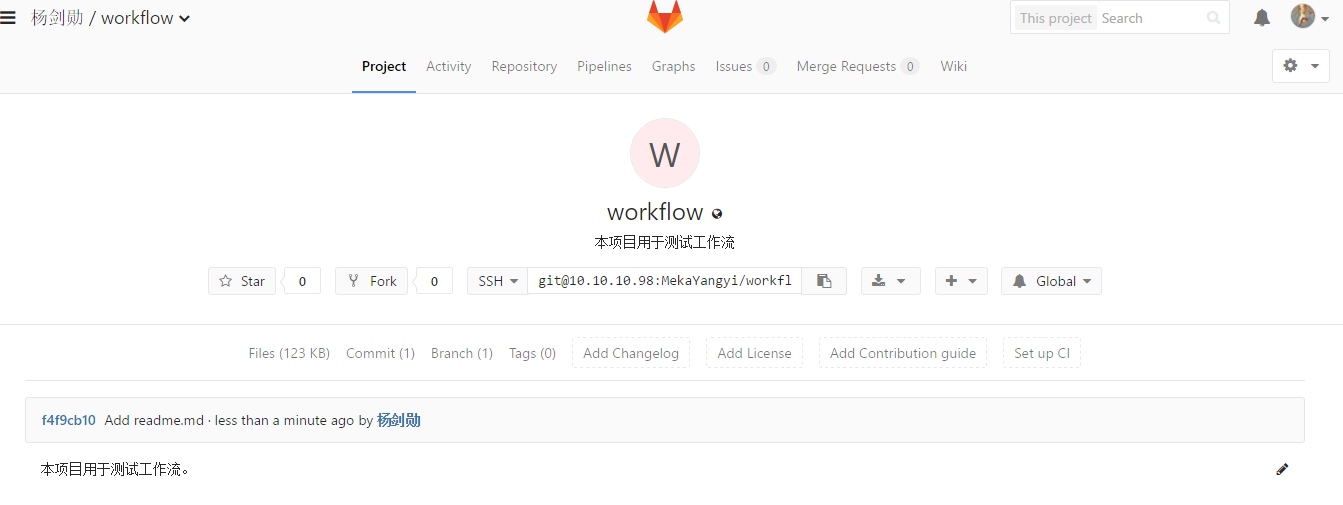 杨剑勋 / workflow
This project Search
Project Activity Repository Pipelines Graphs Issues 0 Merge Requests 0 Wiki
W
workflow
本项目用于测试工作流
Star 0 Fork 0 SSH git@10.10.10.98:MekaYangyi/workfl Global
Files (123 KB) Commit (1) Branch (1) Tags (0) Add Changelog Add License Add Contribution guide Set up CI
f4f9cb10 Add readme.md · less than a minute ago by 杨剑勋
本项目用于测试工作流。